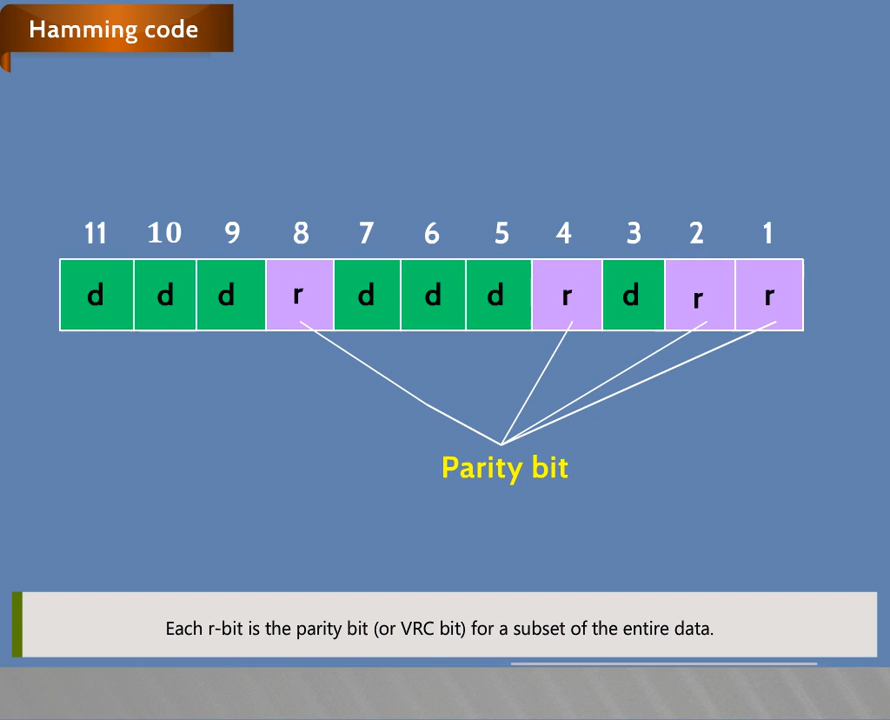 Hamming code
11 10 9 8 7 6 5 4 3 2 1
d d d r d d d r d r r
Parity bit
Each r-bit is the parity bit (or VRC bit) for a subset of the entire data.